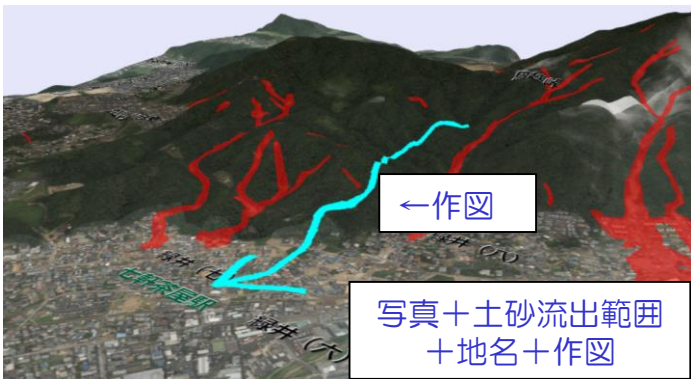 ←作図
緑井（七
緑井（六）
七軒茶屋駅
緑井（六）
写真＋土砂流出範囲
＋地名＋作図